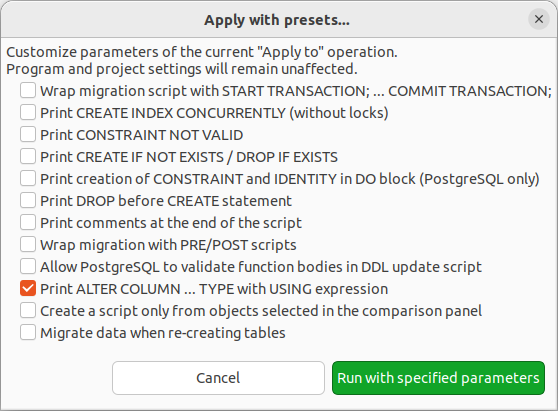 Apply with presets...
Customize parameters of the current "Apply to" operation.
Program and project settings will remain unaffected.
Wrap migration script with START TRANSACTION; ... COMMIT TRANSACTION;
Print CREATE INDEX CONCURRENTLY (without locks)
Print CONSTRAINT NOT VALID
Print CREATE IF NOT EXISTS / DROP IF EXISTS
Print creation of CONSTRAINT and IDENTITY in DO block (PostgreSQL only)
Print DROP before CREATE statement
Print comments at the end of the script
Wrap migration with PRE/POST scripts
Allow PostgreSQL to validate function bodies in DDL update script
Print ALTER COLUMN ... TYPE with USING expression
Create a script only from objects selected in the comparison panel
Migrate data when re-creating tables
Cancel
Run with specified parameters